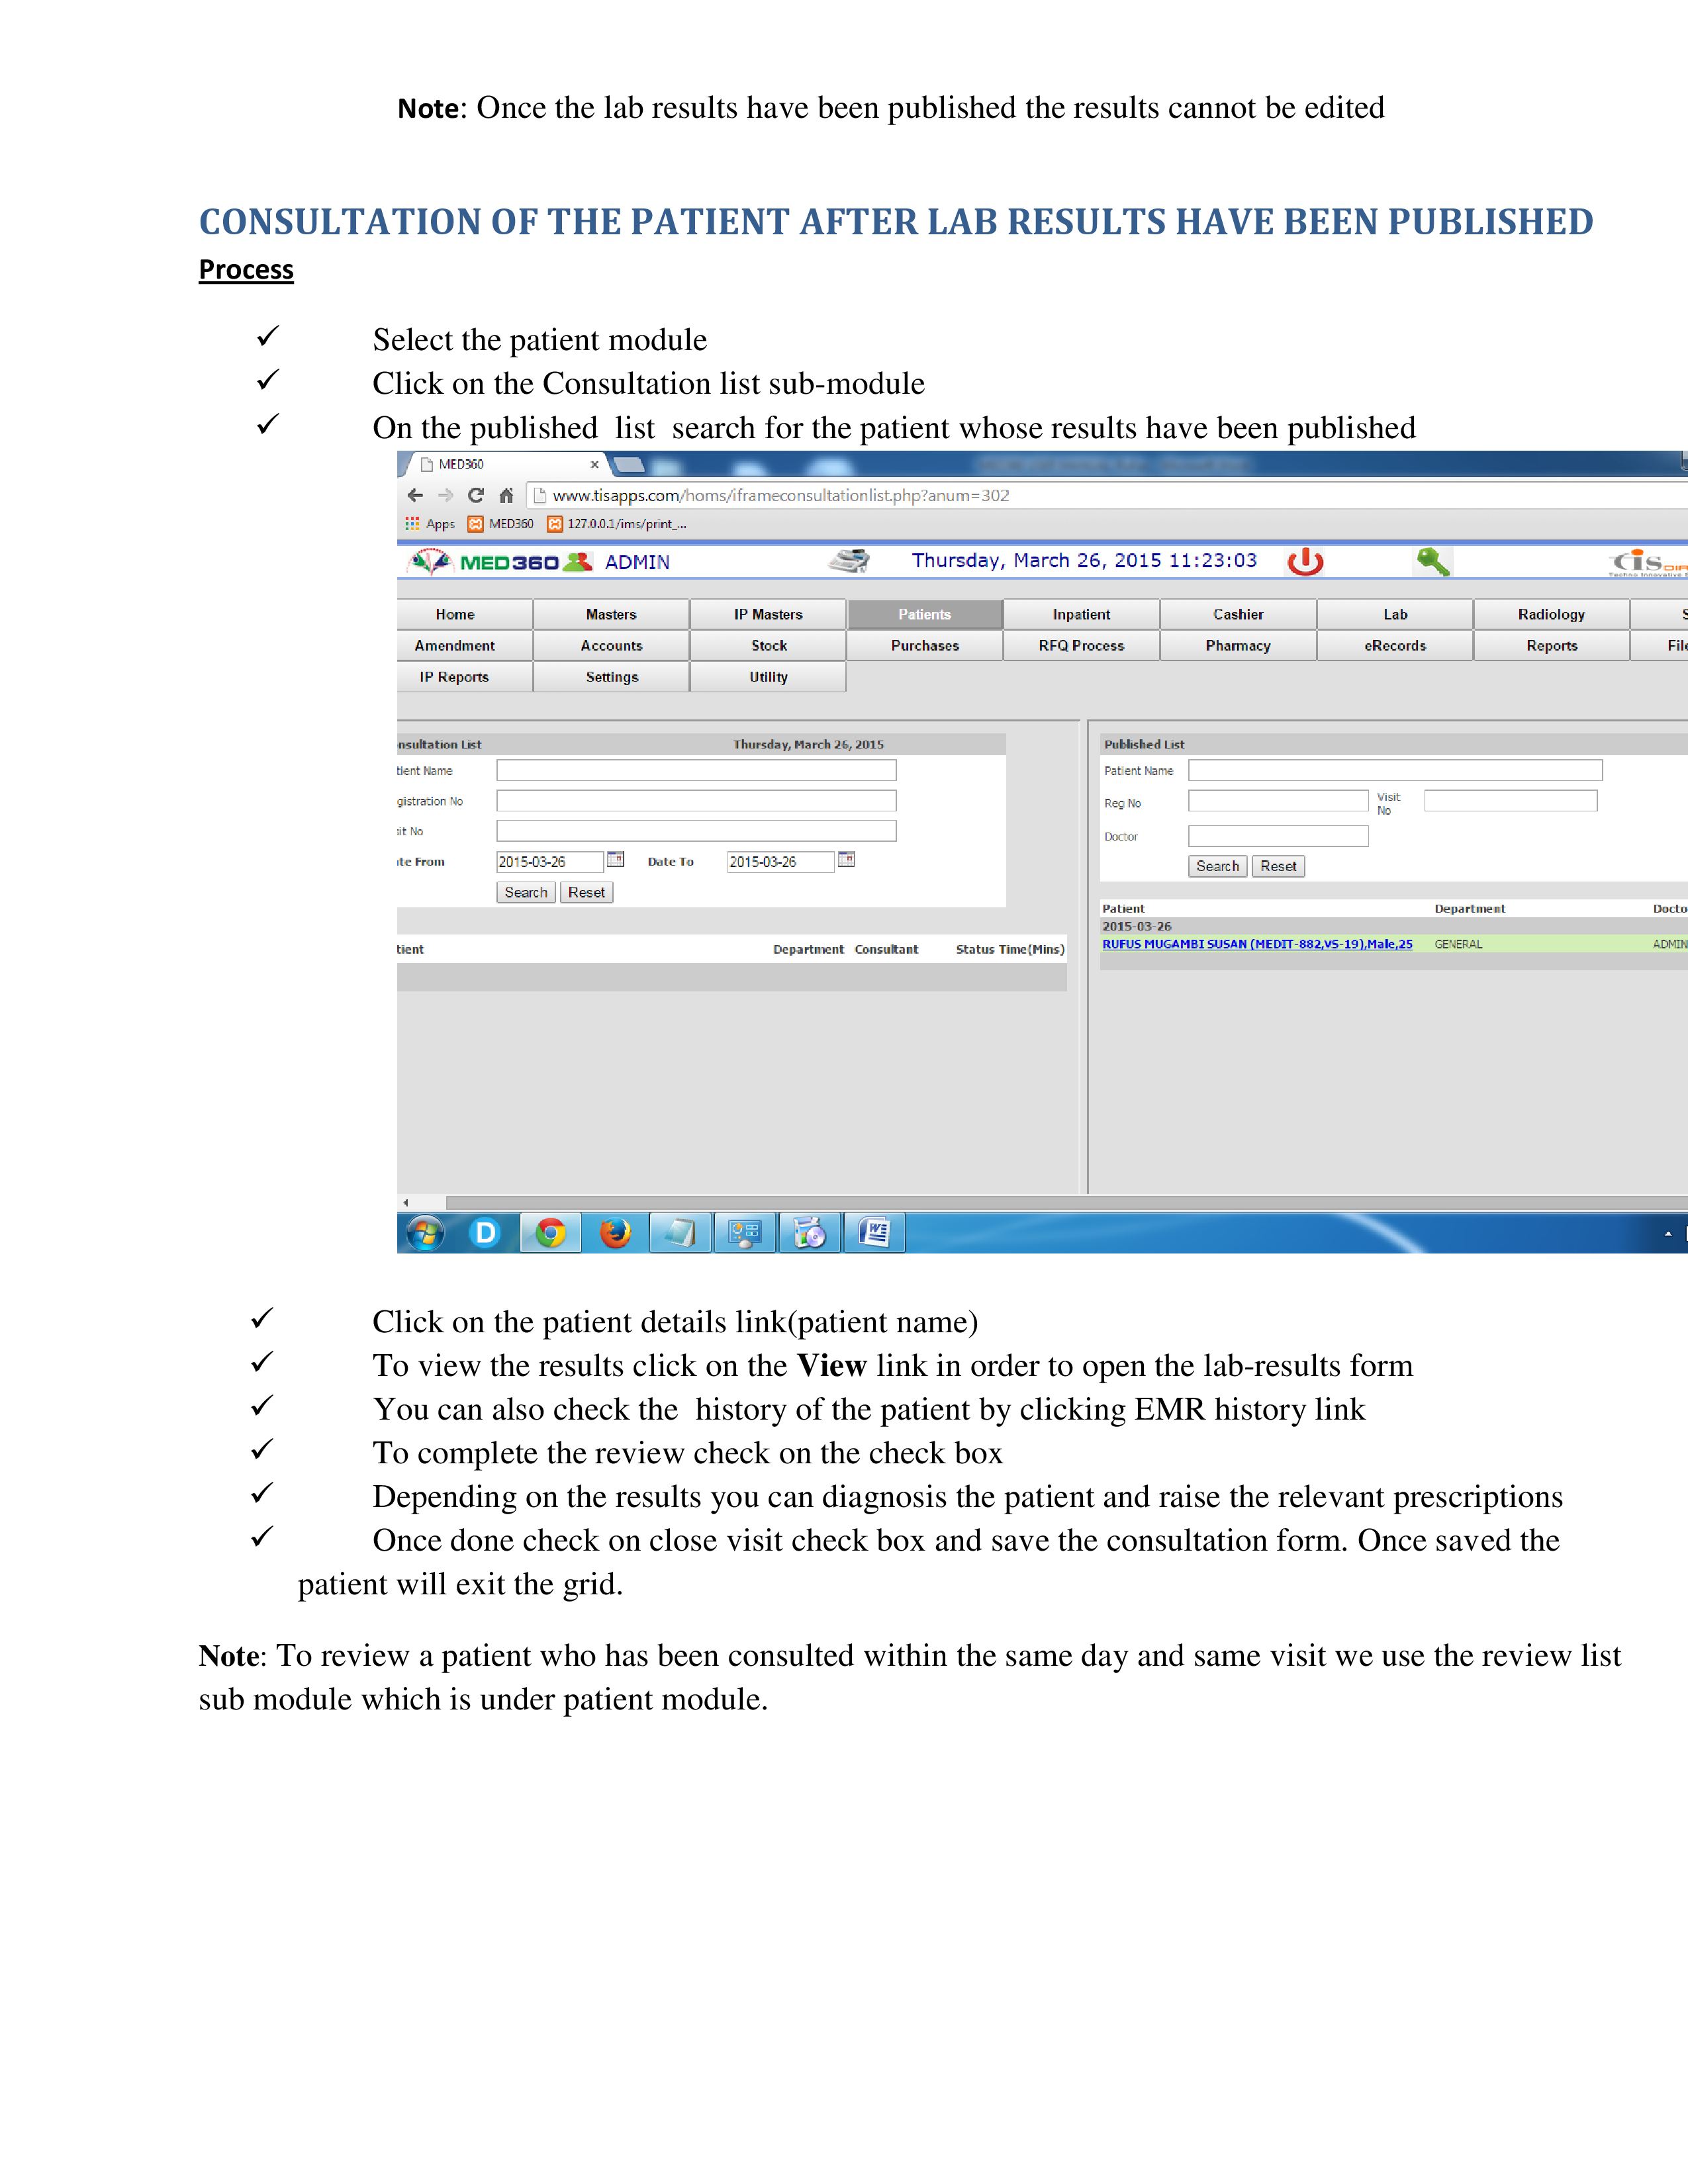 Note: Once the lab results have been published the results cannot be edited
CONSULTATION OF THE PATIENT AFTER LAB RESULTS HAVE BEEN PUBLISHED
Process
✓ Select the patient module
✓ Click on the Consultation list sub-module
✓ On the published list search for the patient whose results have been published
MED360
www.tisapps.com/homs/iframeconsultationlist.php?anum=302
Apps MED360 127.0.0.1/ims/print_...
MED360 ADMIN Thursday, March 26, 2015 11:23:03
Home Masters IP Masters Patients Inpatient Cashier Lab Radiology
Amendment Accounts Stock Purchases RFQ Process Pharmacy eRecords Reports File
IP Reports Settings Utility
nsultation List Thursday, March 26, 2015 Published List
tient Name Patient Name
gistration No Reg No Visit No
sit No Doctor
te From 2015-03-26 Date To 2015-03-26 Search Reset
Search Reset
Patient Department Docto
2015-03-26
RUFUS MUGAMBI SUSAN (MEDIT-882,VS-19),Male,25 GENERAL ADMIN
tient Department Consultant Status Time(Mins)
✓ Click on the patient details link(patient name)
✓ To view the results click on the View link in order to open the lab-results form
✓ You can also check the history of the patient by clicking EMR history link
✓ To complete the review check on the check box
✓ Depending on the results you can diagnosis the patient and raise the relevant prescriptions
✓ Once done check on close visit check box and save the consultation form. Once saved the
patient will exit the grid.
Note: To review a patient who has been consulted within the same day and same visit we use the review list
sub module which is under patient module.